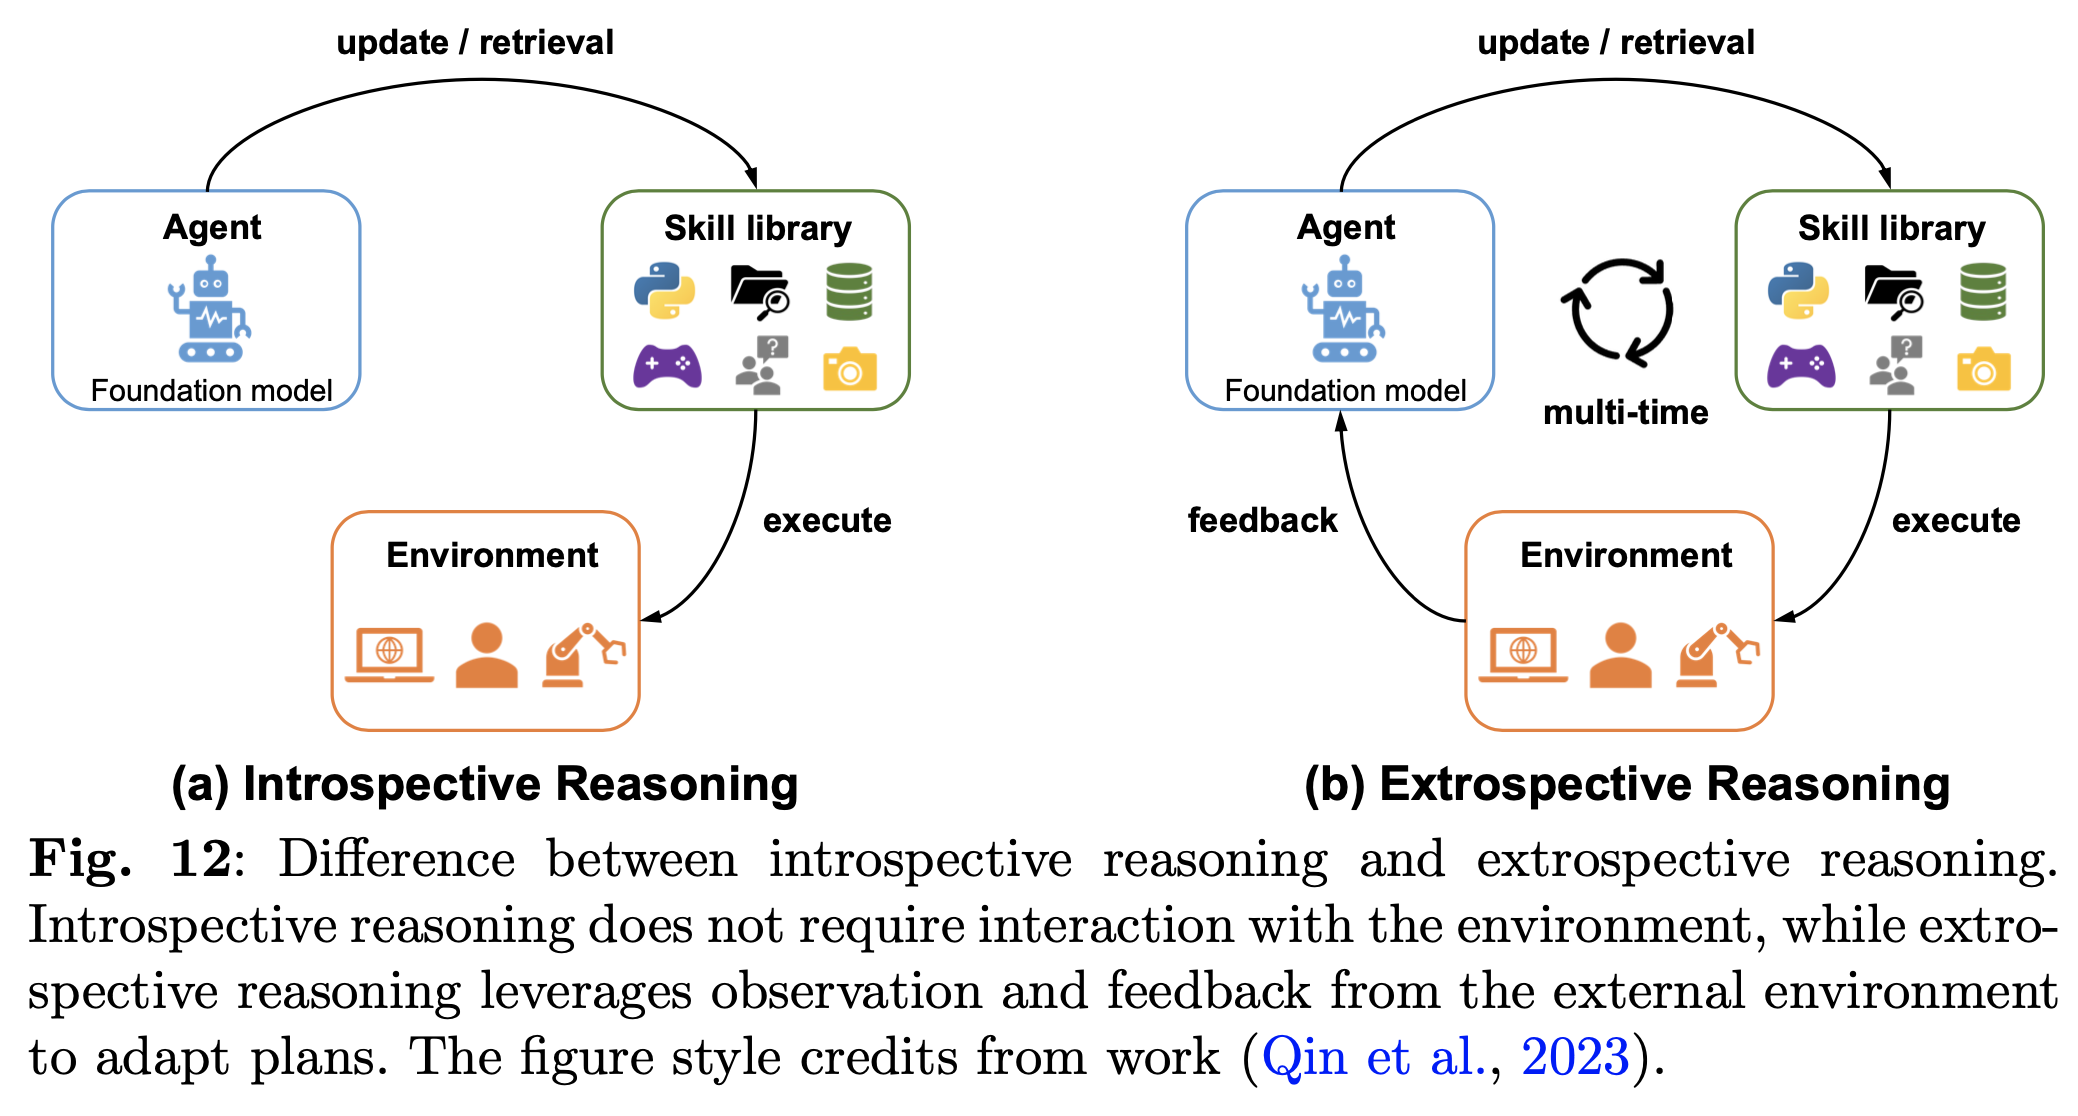 update / retrieval
Agent
Foundation model
Skill library
?
execute
Environment
(a) Introspective Reasoning
update / retrieval
Agent
Foundation model
multi-time
Skill library
?
feedback
execute
Environment
(b) Extrospective Reasoning
Fig. 12: Difference between introspective reasoning and extrospective reasoning.
Introspective reasoning does not require interaction with the environment, while extro-
spective reasoning leverages observation and feedback from the external environment
to adapt plans. The figure style credits from work (Qin et al., 2023).